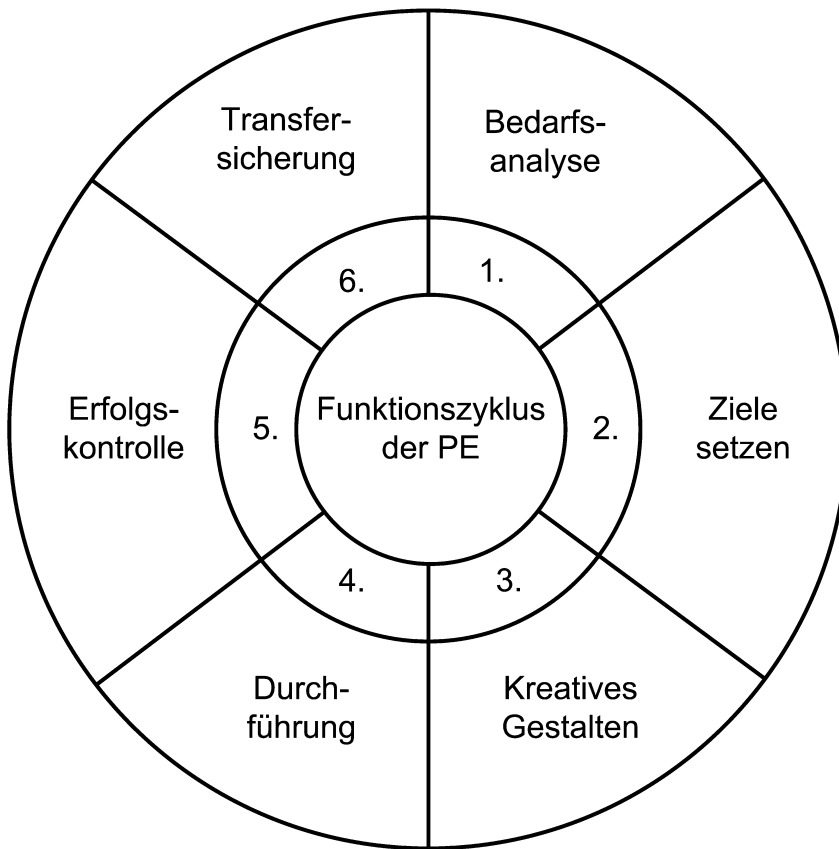 Transfer-
sicherung
Bedarfs-
analyse
6.
1.
Erfolgs-
kontrolle
5.
Funktionszyklus
der PE
2.
Ziele
setzen
4.
3.
Durch-
führung
Kreatives
Gestalten